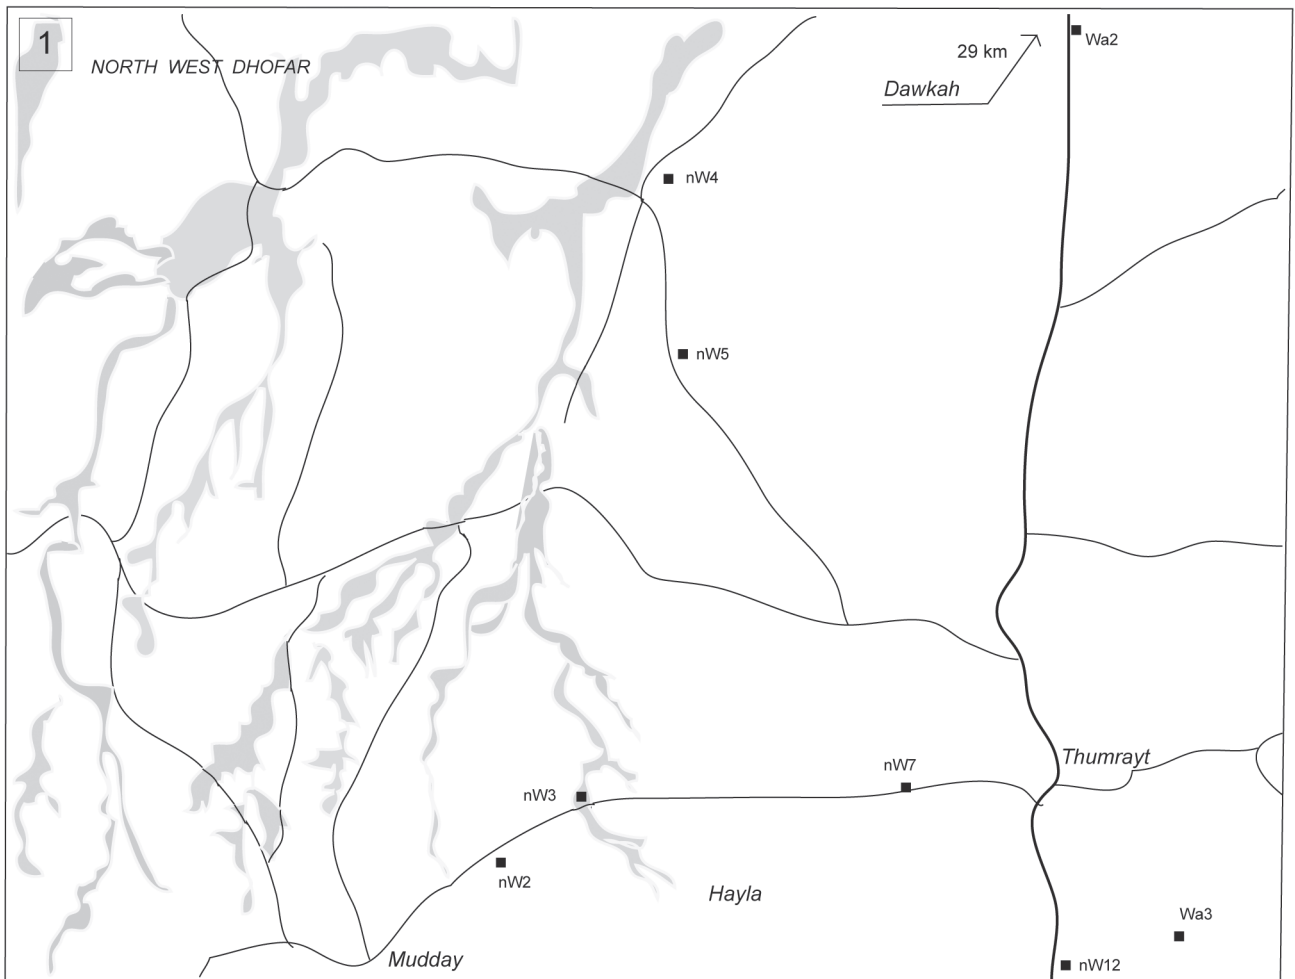 1
NORTH WEST DHOFAR
29 km
Dawkah
Wa2
nW4
nW5
Thumrayt
nW7
nW3
nW2
Hayla
Wa3
Mudday
nW12